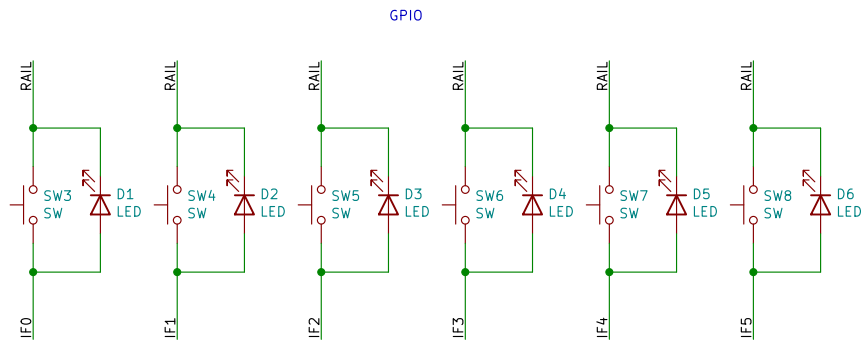 GPIO
RAIL RAIL RAIL RAIL RAIL RAIL
SW3 D1 SW4 D2 SW5 D3 SW6 D4 SW7 D5 SW8 D6
SW LED SW LED SW LED SW LED SW LED SW LED
IF0 IF1 IF2 IF3 IF4 IF5